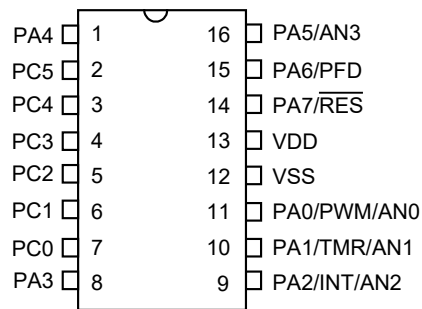 PA4 1 16 PA5/AN3
PC5 2 15 PA6/PFD
PC4 3 14 PA7/RES
PC3 4 13 VDD
PC2 5 12 VSS
PC1 6 11 PA0/PWM/AN0
PC0 7 10 PA1/TMR/AN1
PA3 8 9 PA2/INT/AN2